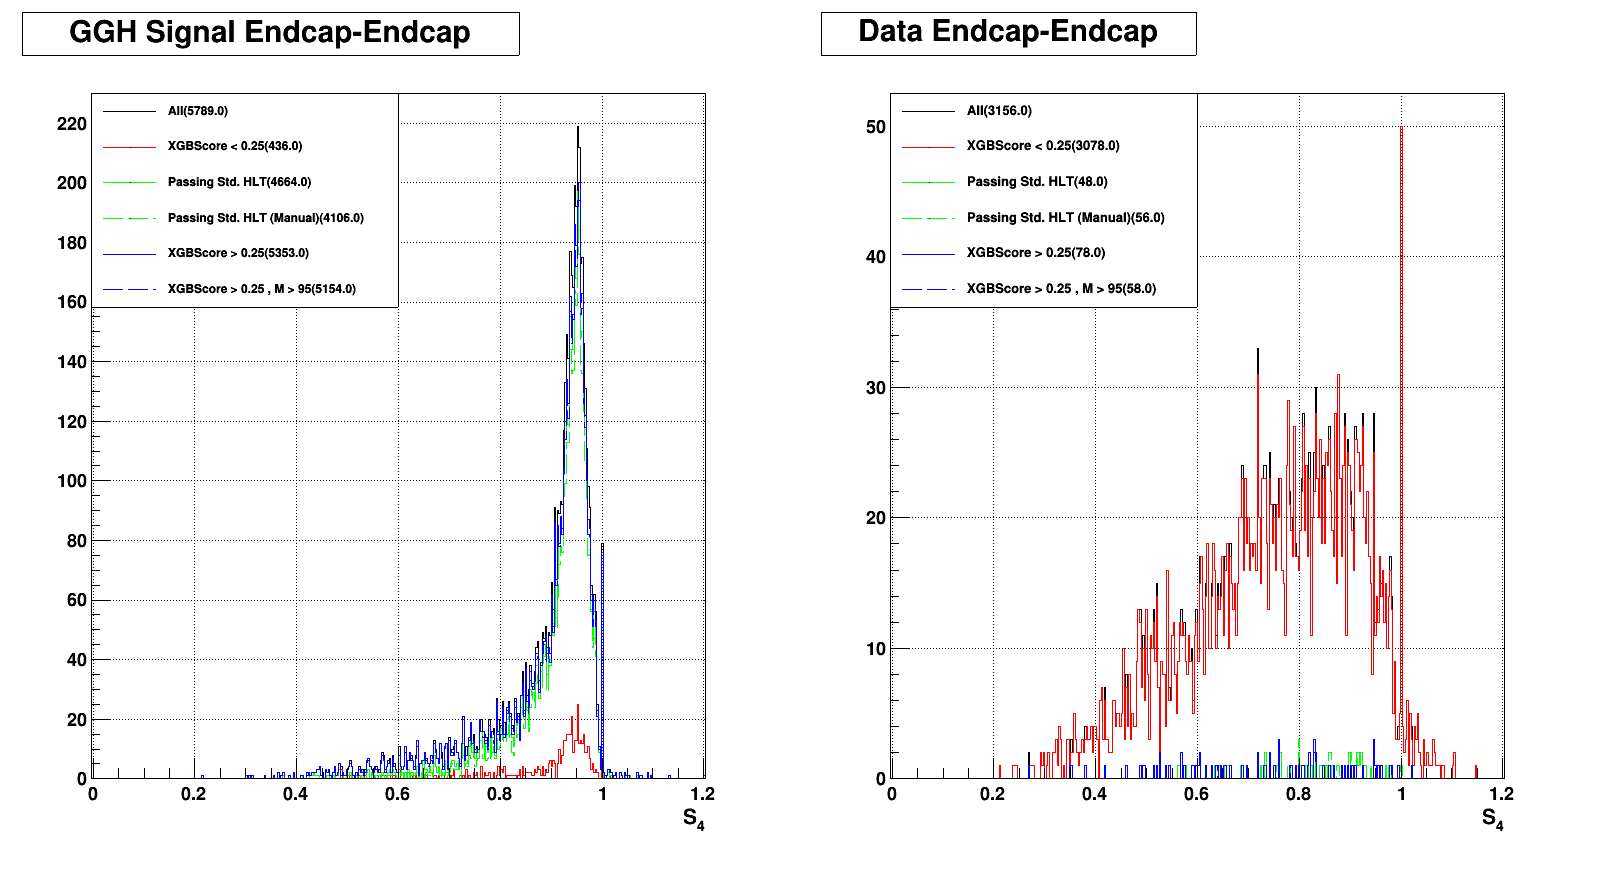 GGH Signal Endcap-Endcap
All(5789.0)
XGBScore < 0.25(436.0)
Passing Std. HLT(4664.0)
Passing Std. HLT (Manual)(4106.0)
XGBScore > 0.25(5353.0)
XGBScore > 0.25 , M > 95(5154.0)
220
200
180
160
140
120
100
80
60
40
20
0
0 0.2 0.4 0.6 0.8 1 1.2
S4
Data Endcap-Endcap
All(3156.0)
XGBScore < 0.25(3078.0)
Passing Std. HLT(48.0)
Passing Std. HLT (Manual)(56.0)
XGBScore > 0.25(78.0)
XGBScore > 0.25 , M > 95(58.0)
50
40
30
20
10
0
0 0.2 0.4 0.6 0.8 1 1.2
S4